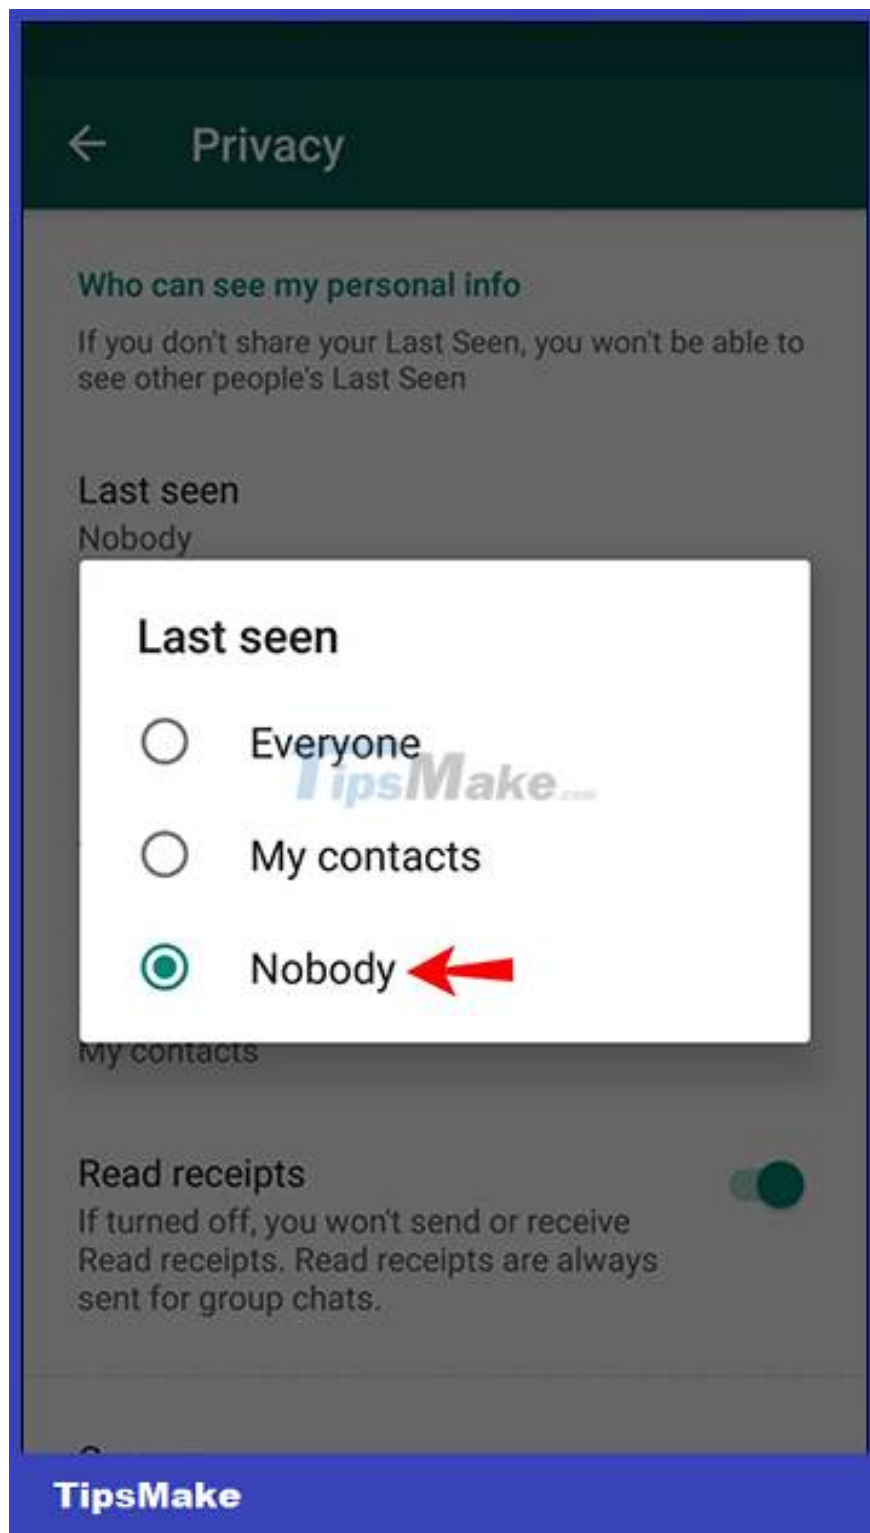 Privacy
Who can see my personal info
If you don't share your Last Seen, you won't be able to
see other people's Last Seen
Last seen
Nobody
Last seen
Everyone
TipsMake.com
My contacts
Nobody
My contacts
Read receipts
If turned off, you won't send or receive
Read receipts. Read receipts are always
sent for group chats.
TipsMake